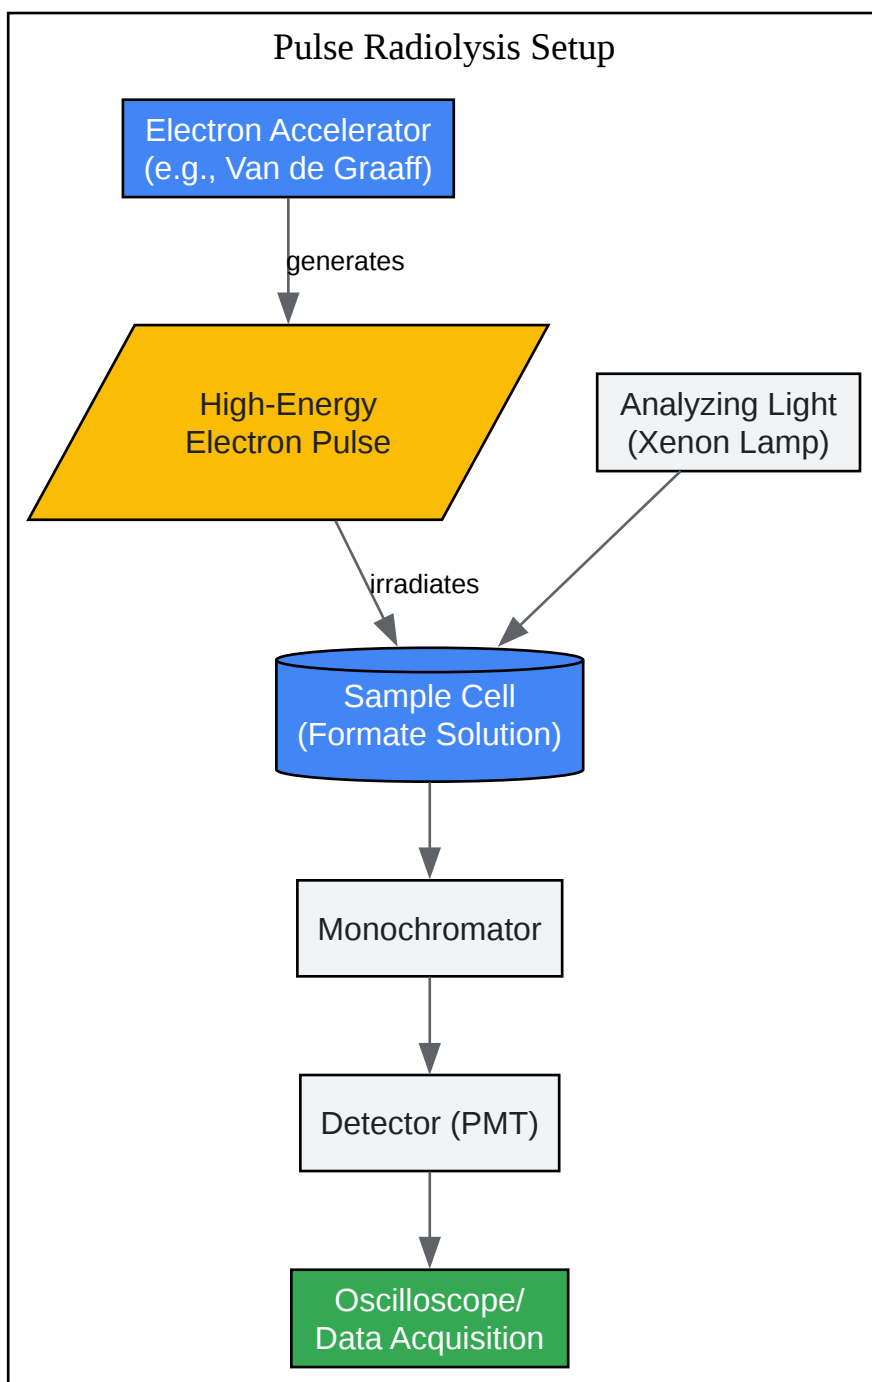 Pulse Radiolysis Setup
Electron Accelerator
(e.g., Van de Graaff)
generates
High-Energy
Electron Pulse
Analyzing Light
(Xenon Lamp)
irradiates
Sample Cell
(Formate Solution)
Monochromator
Detector (PMT)
Oscilloscope/
Data Acquisition